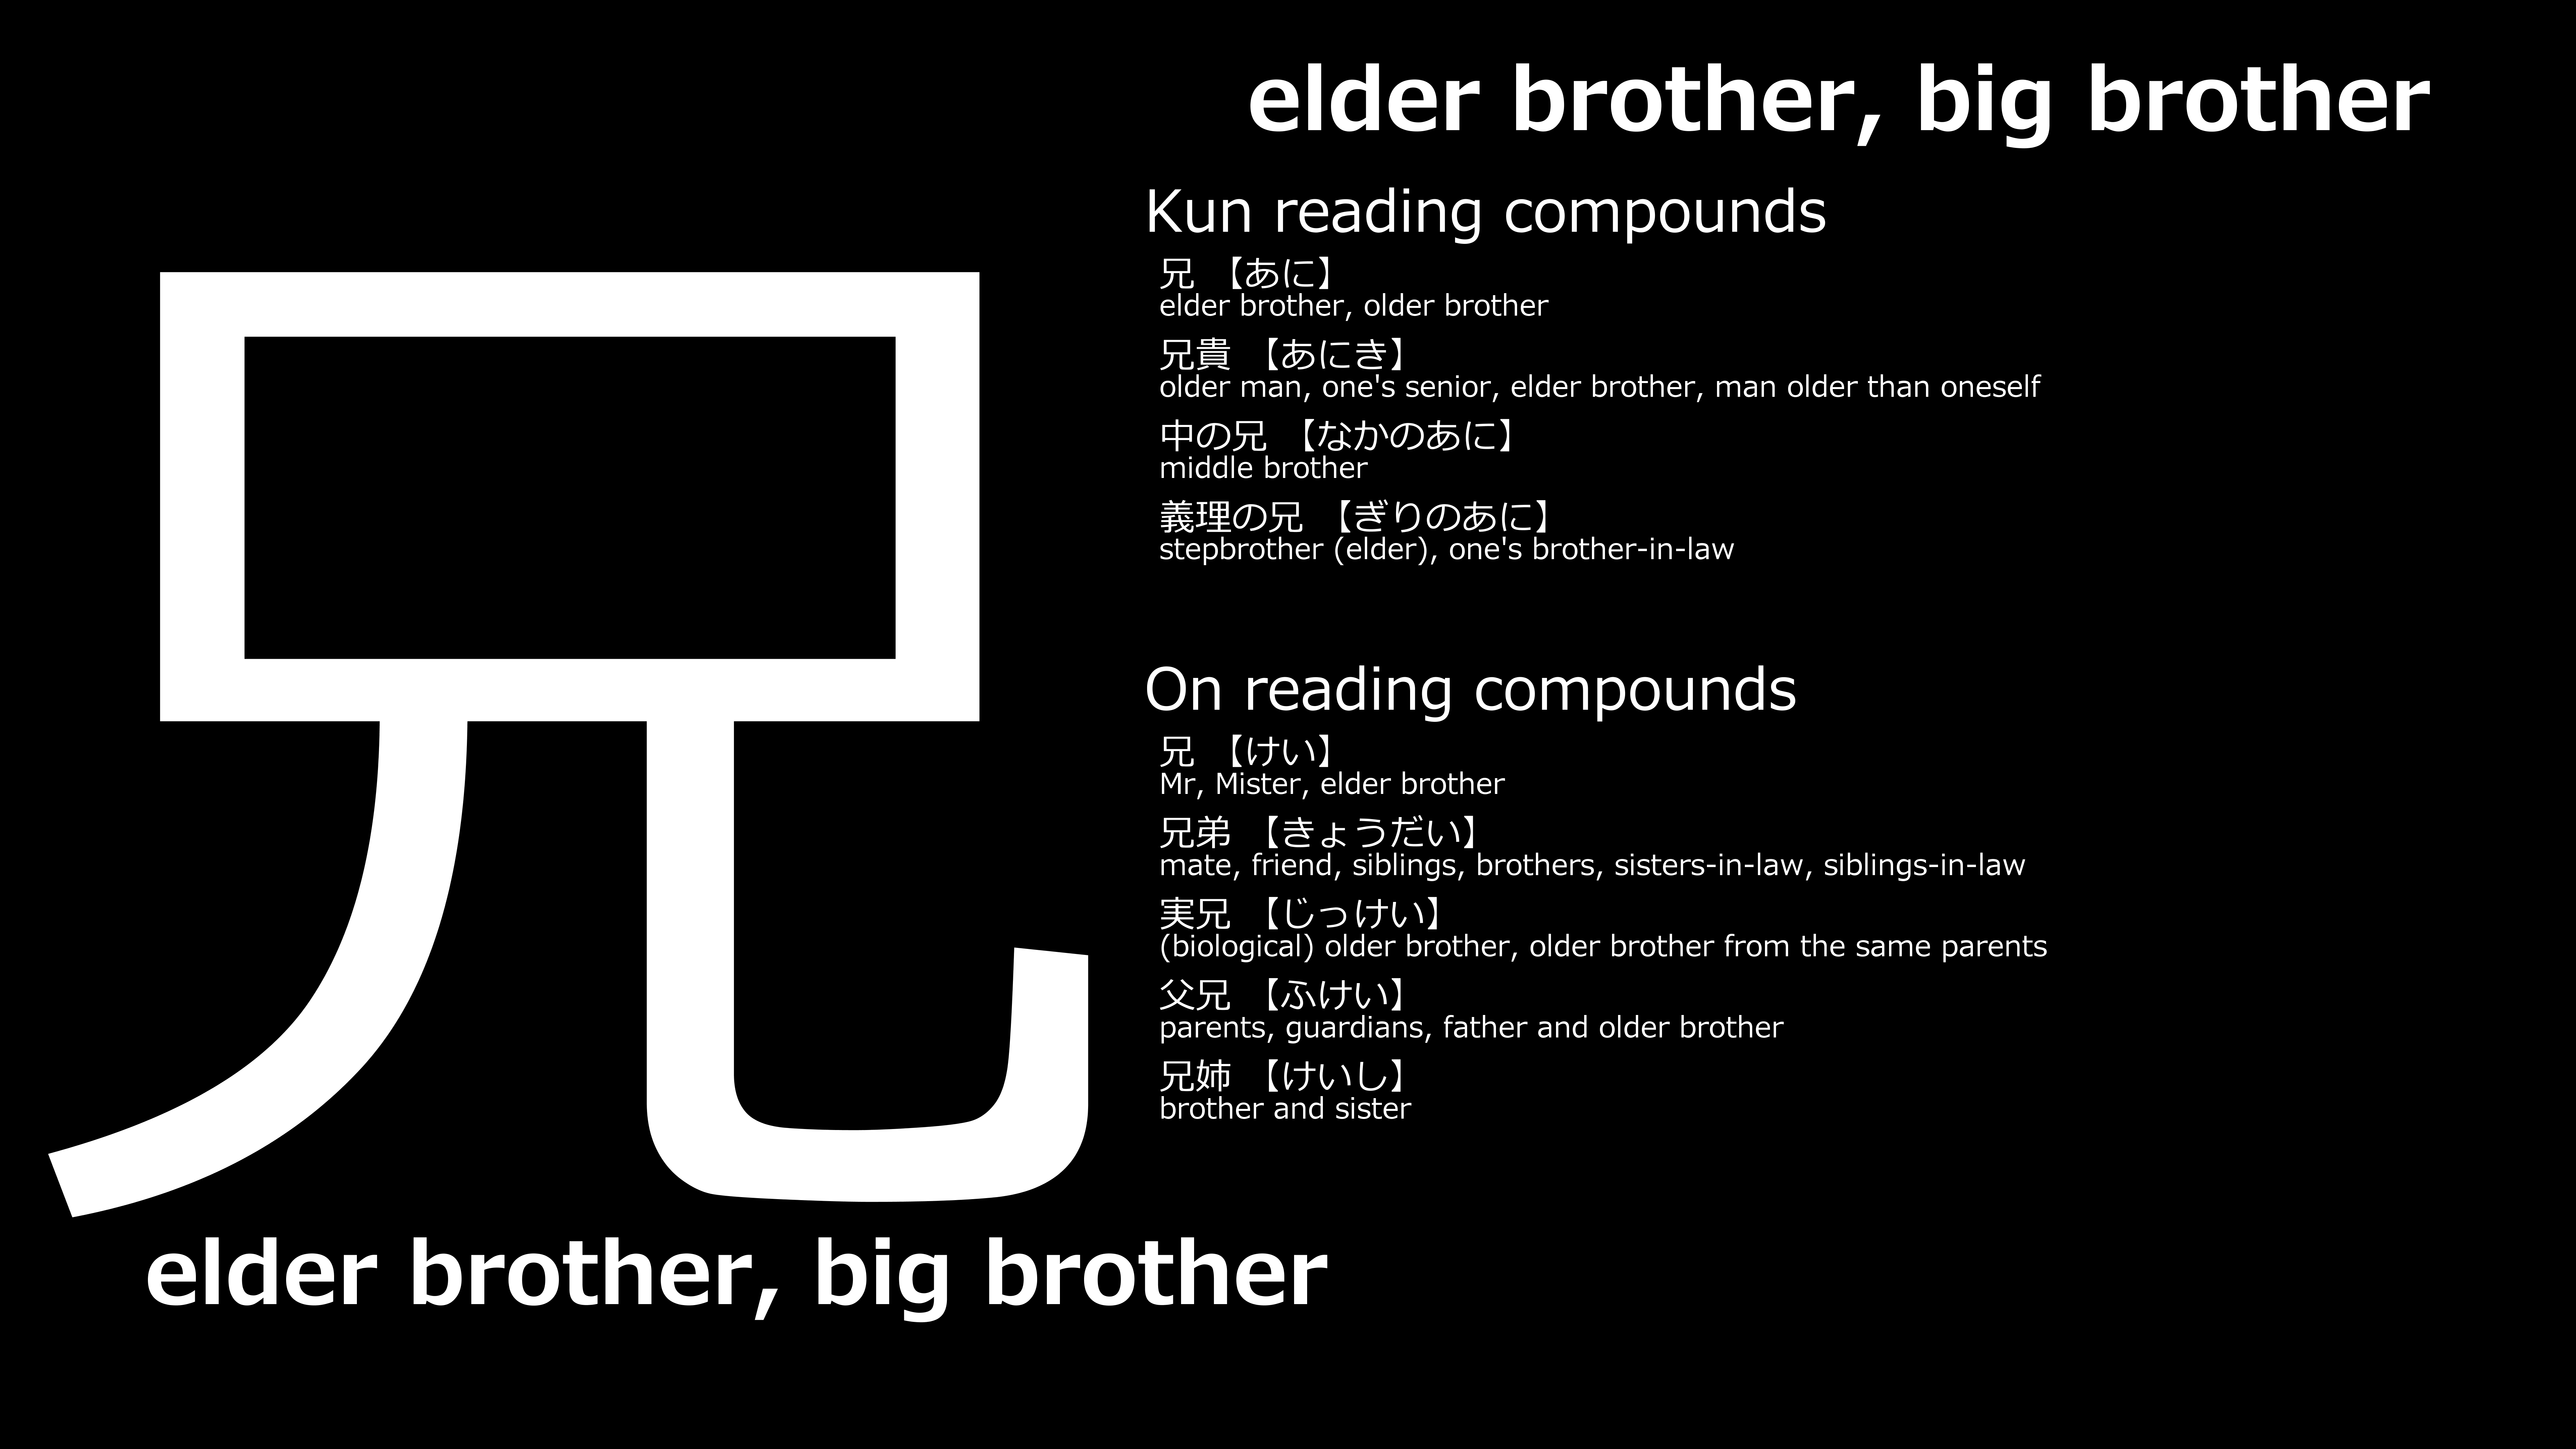 elder brother, big brother
兄
Kun reading compounds
兄 【あに】
elder brother, older brother
兄貴 【あにき】
older man, one's senior, elder brother, man older than oneself
中の兄 【なかのあに】
middle brother
義理の兄 【ぎりのあに】
stepbrother (elder), one's brother-in-law
On reading compounds
兄 【けい】
Mr, Mister, elder brother
兄弟 【きょうだい】
mate, friend, siblings, brothers, sisters-in-law, siblings-in-law
実兄 【じっけい】
(biological) older brother, older brother from the same parents
父兄 【ふけい】
parents, guardians, father and older brother
兄姉 【けいし】
brother and sister
elder brother, big brother